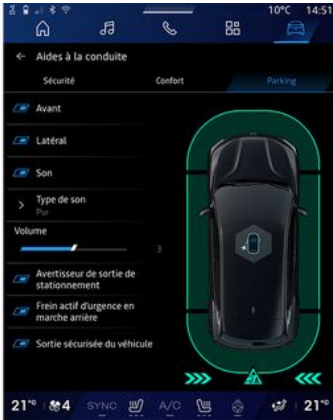 10°C 14:51
Aides à la conduite
Sécurité Confort Parking
Avant
Latéral
Son
Type de son
Pur
Volume
3
Avertisseur de sortie de
stationnement
Frein actif d'urgence en
marche arrière
Sortie sécurisée du véhicule
21°° 4 SYNC A/C 21°°